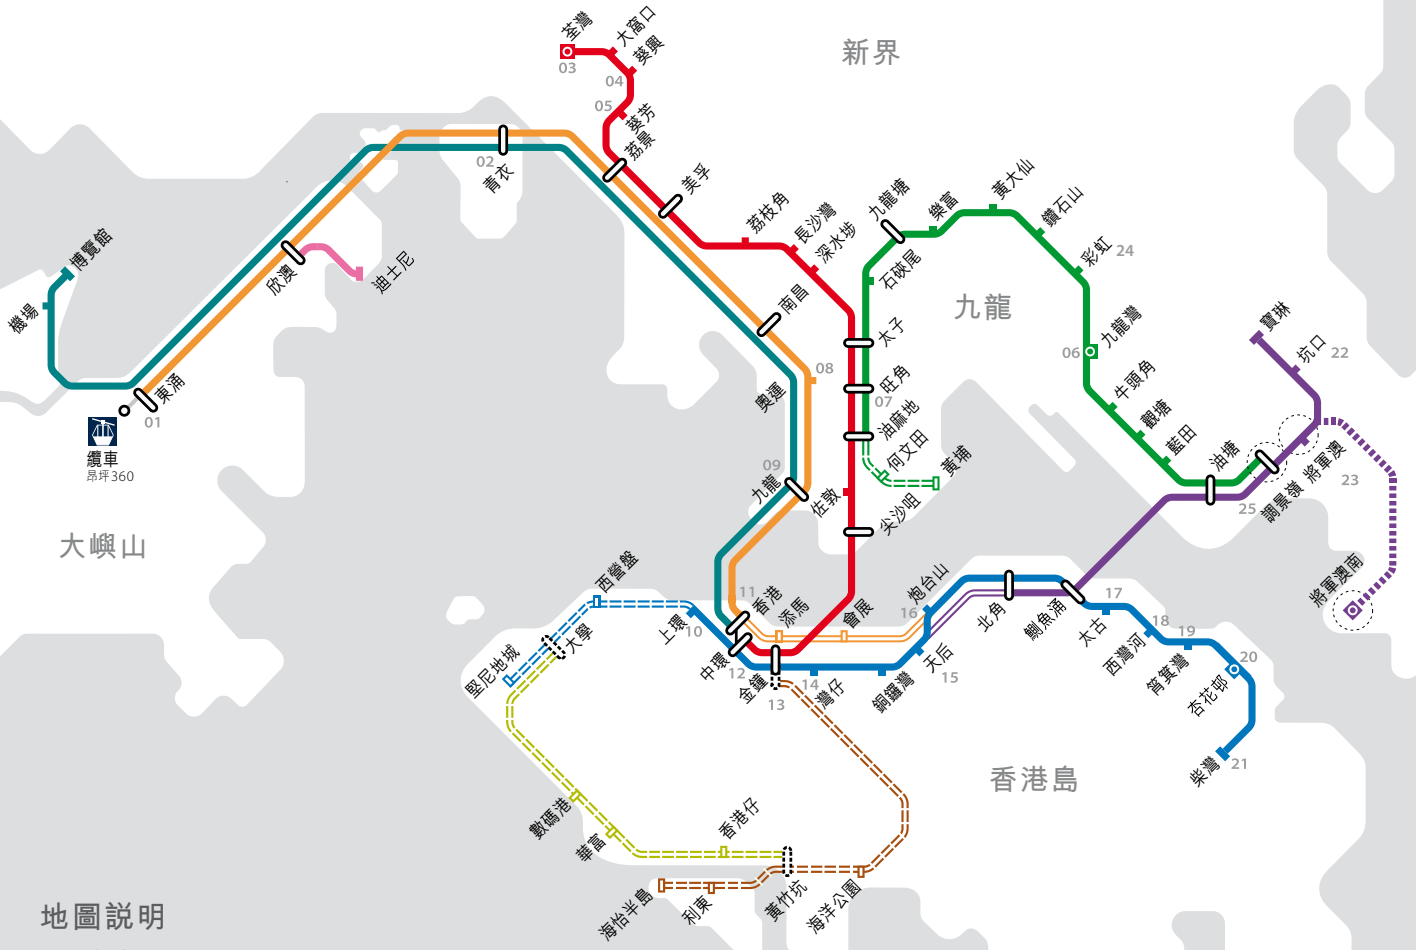 荃灣
大窩口
葵興
03
04
05
葵芳
荔景
新界
02
青衣
美孚
荔枝角
長沙灣
深水埗
九龍塘
樂富
黃大仙
鑽石山
彩虹
24
博覽館
機場
欣澳
迪士尼
石硤尾
南昌
太子
九龍
九龍灣
06
寶琳
坑口
22
東涌
01
08
奧運
旺角
07
油麻地
何文田
黃埔
牛頭角
觀塘
藍田
油塘
將軍澳
調景嶺
23
25
纜車
昂坪360
09
九龍
佐敦
尖沙咀
大嶼山
西營盤
11
香港
添馬
會展
炮台山
16
北角
鰂魚涌
17
將軍澳南
上環
10
大學
堅尼地城
中環
12
金鐘
13
14
灣仔
銅鑼灣
天后
15
太古
18
西灣河
19
筲箕灣
20
杏花邨
柴灣
21
香港島
數碼港
華富
香港仔
海怡半島
利東
黃竹坑
海洋公園
地圖説明